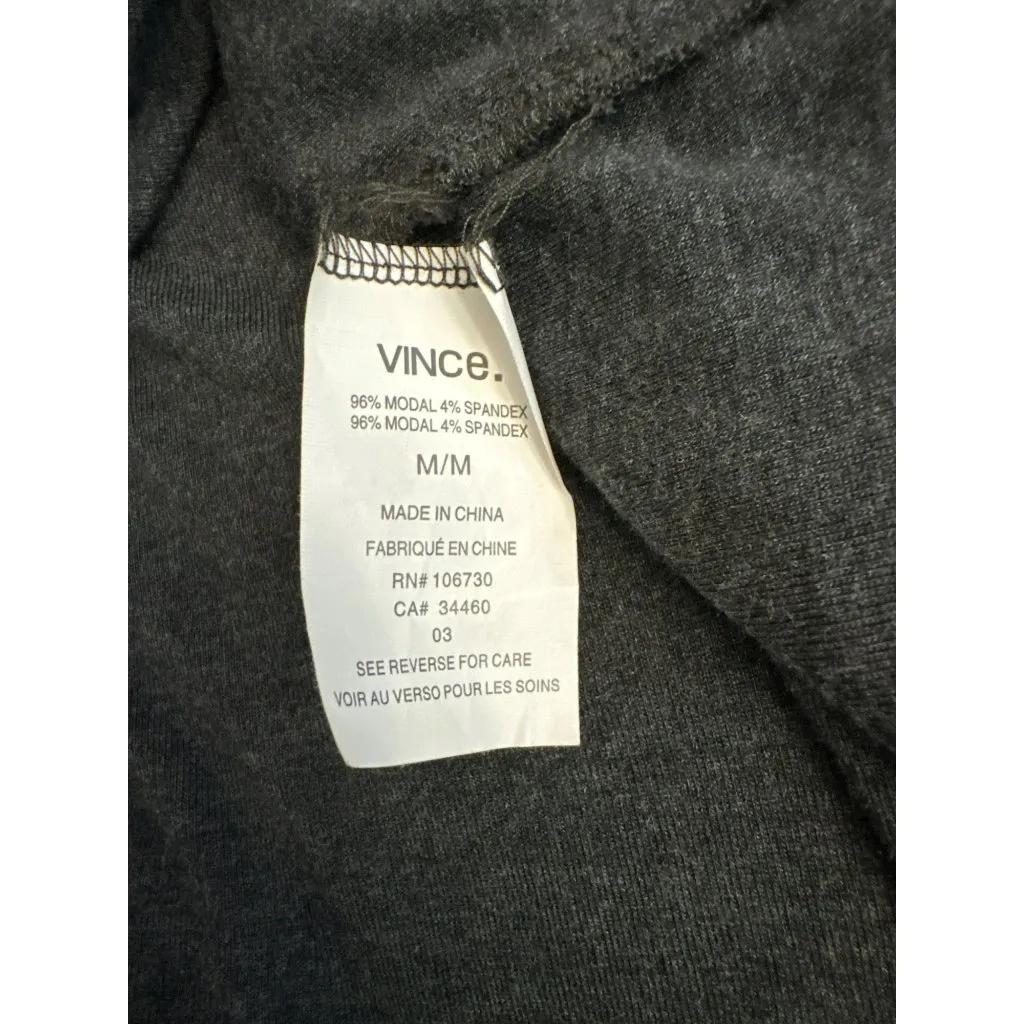 VINCe.
96% MODAL 4% SPANDEX
96% MODAL 4% SPANDEX
M/M
MADE IN CHINA
FABRIQUÉ EN CHINE
RN# 106730
CA# 34460
03
SEE REVERSE FOR CARE
VOIR AU VERSO POUR LES SOINS